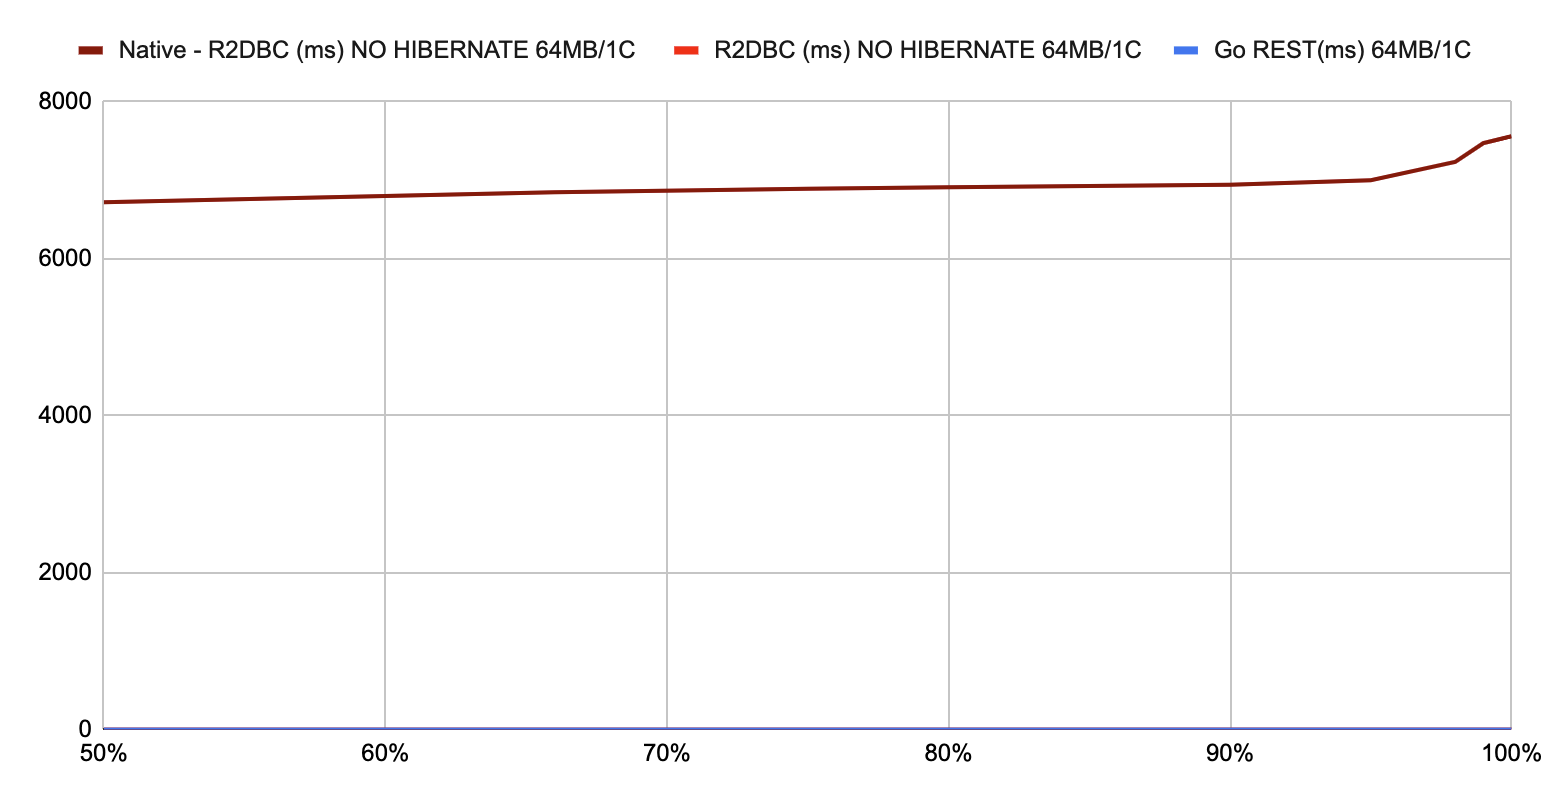 Native - R2DBC (ms) NO HIBERNATE 64MB/1C R2DBC (ms) NO HIBERNATE 64MB/1C Go REST(ms) 64MB/1C
8000
6000
4000
2000
0
50% 60% 70% 80% 90% 100%